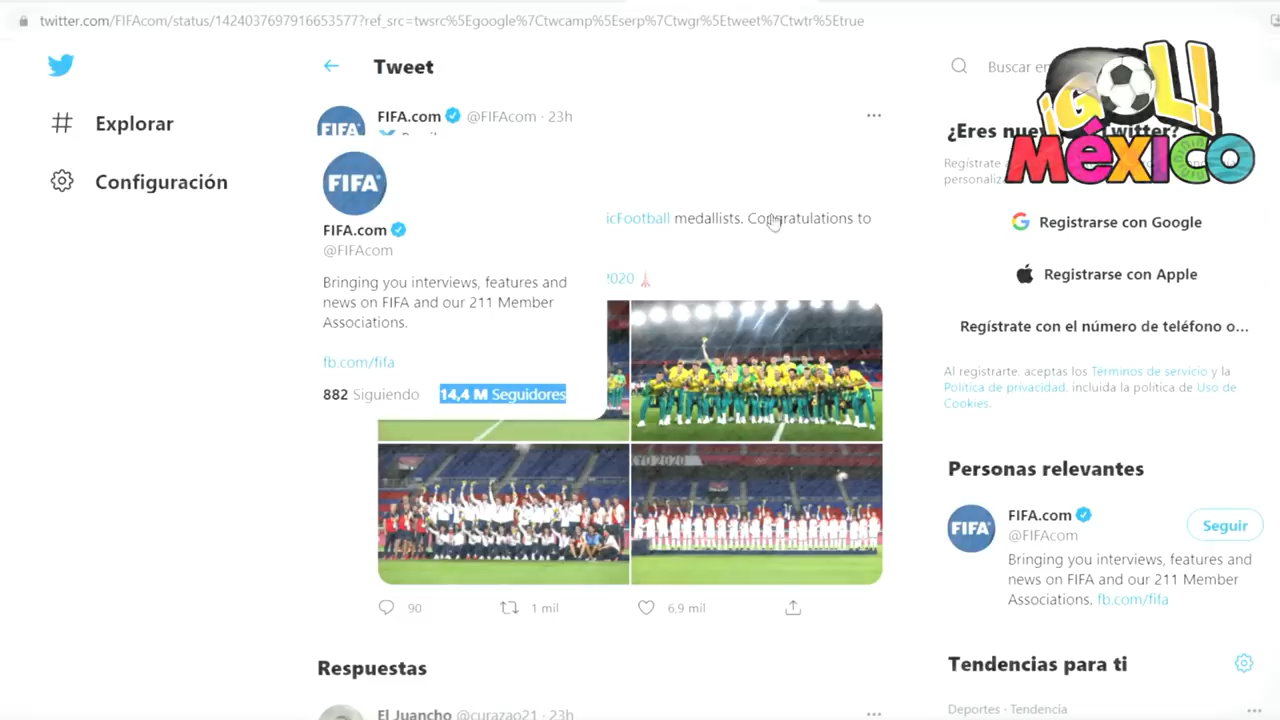 twitter.com/FIFAcom/status/1424037697916653577?ref_src=twsrc%5Egoogle%7Ctwcamp%5Eserp%7Ctwgr%5Etweet%7Ctwtr%5Etrue
Tweet
Buscar en
Explorar
Configuración
FIFA
FIFA.com @FIFAcom · 23h
FIFA
FIFA.com
@FIFAcom
Bringing you interviews, features and
news on FIFA and our 211 Member
Associations.
fb.com/fifa
882 Siguiendo 14,4 M Seguidores
icFootball medallists. Congratulations to
2020
90 1 mil 6,9 mil
Respuestas
El Juancho @curazao21 · 23h
¡GOL!
MéXICO
¿Eres nuevo en Twitter?
Regístrate
personaliza
Registrarse con Google
Registrarse con Apple
Regístrate con el número de teléfono o...
Al registrarte, aceptas los Términos de servicio y la
Política de privacidad, incluida la política de Uso de
Cookies.
Personas relevantes
FIFA
FIFA.com
@FIFAcom
Seguir
Bringing you interviews, features and
news on FIFA and our 211 Member
Associations. fb.com/fifa
Tendencias para ti
Deportes · Tendencia